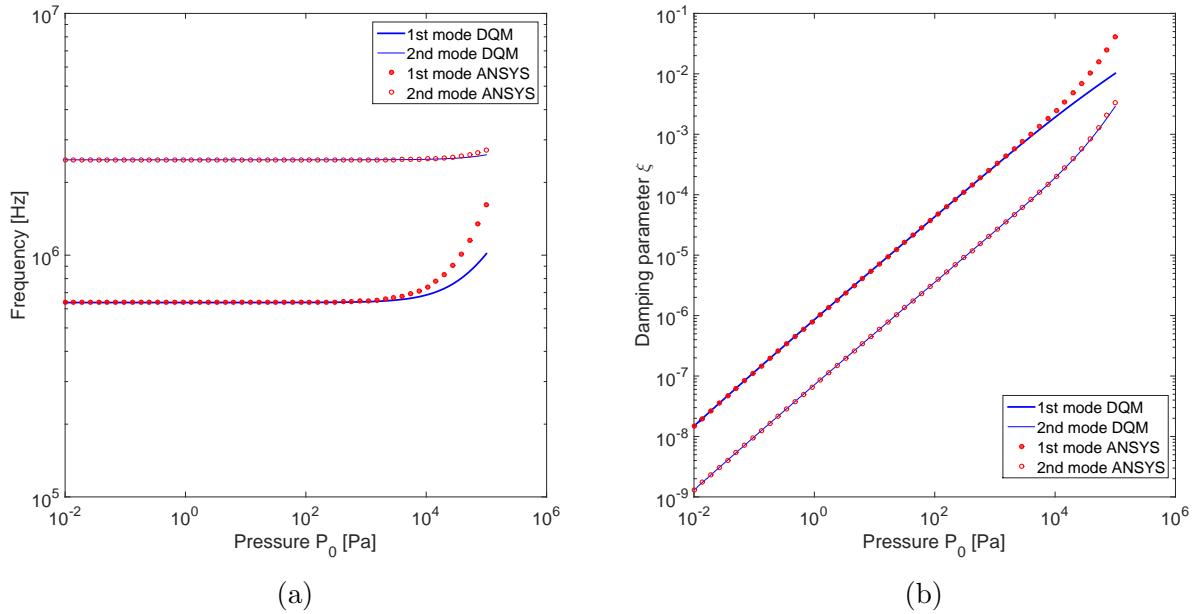 10^7
10^6
10^5
Frequency [Hz]
1st mode DQM
2nd mode DQM
1st mode ANSYS
2nd mode ANSYS
10^-2 10^0 10^2 10^4 10^6
Pressure P_0 [Pa]
(a)
10^0
10^-1
10^-2
10^-3
10^-4
10^-5
10^-6
10^-7
10^-8
10^-9
Damping parameter ξ
1st mode DQM
2nd mode DQM
1st mode ANSYS
2nd mode ANSYS
10^-2 10^0 10^2 10^4 10^6
Pressure P_0 [Pa]
(b)